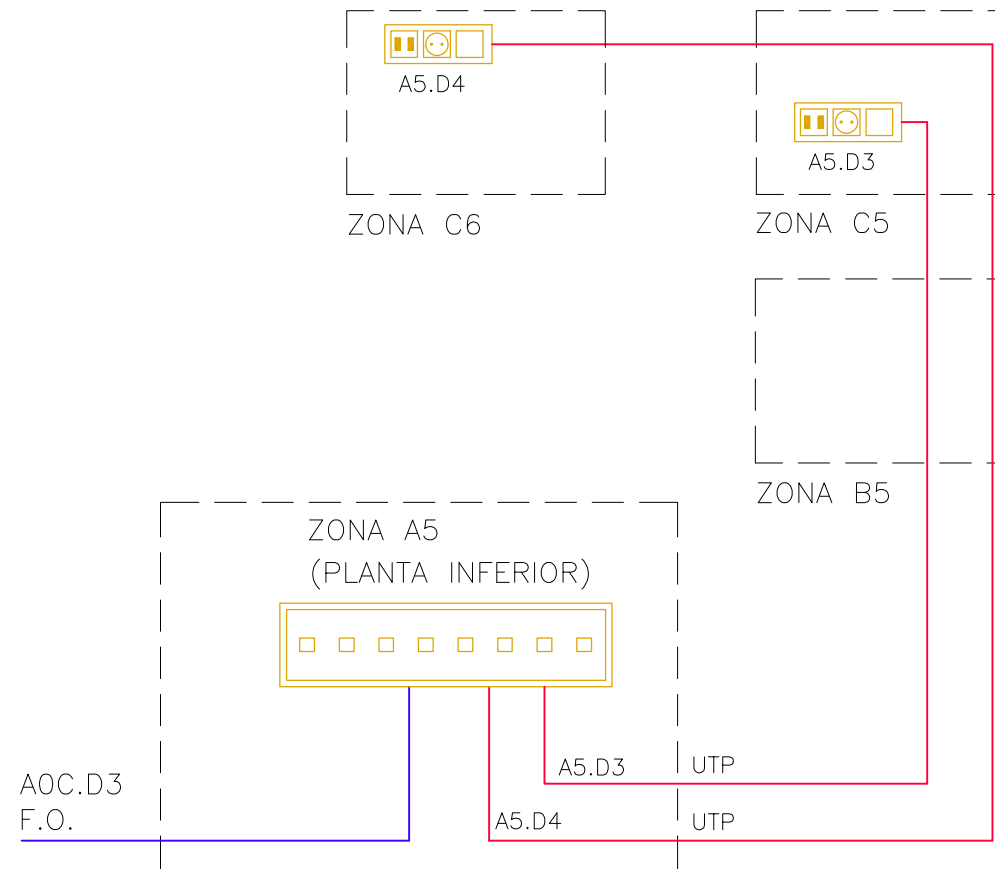 A5.D4
A5.D3
ZONA C6
ZONA C5
ZONA B5
ZONA A5
(PLANTA INFERIOR)
A5.D3
UTP
A0C.D3
F.O.
A5.D4
UTP